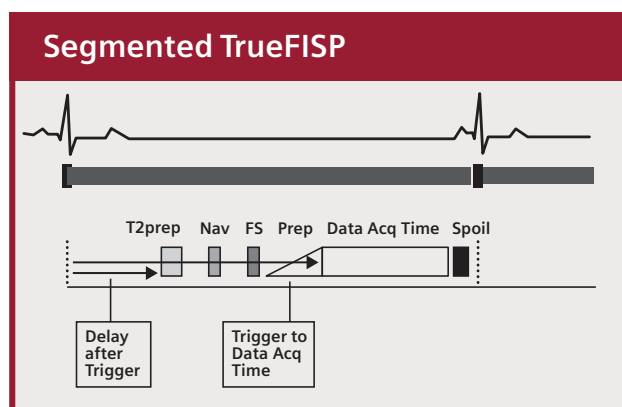 Segmented TrueFISP
T2prep Nav FS Prep Data Acq Time Spoil
Delay
after
Trigger
Trigger to
Data Acq
Time